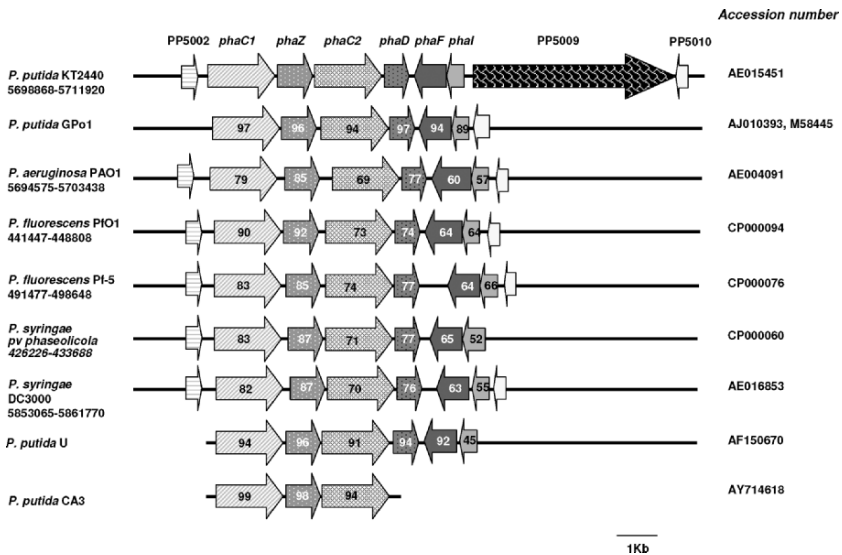 Accession number
PP5002 phaC1 phaZ phaC2 phaD phaF phaI PP5009 PP5010
P. putida KT2440
5698868-5711920
AE015451
P. putida GPo1
97 96 94 97 94 89
AJ010393, M58445
P. aeruginosa PAO1
5694575-5703438
79 85 69 77 60 57
AE004091
P. fluorescens PfO1
441447-448808
90 92 73 74 64 64
CP000094
P. fluorescens Pf-5
491477-498648
83 85 74 77 64 66
CP000076
P. syringae
pv phaseolicola
426226-433688
83 87 71 77 65 52
CP000060
P. syringae
DC3000
5853065-5861770
82 87 70 76 63 55
AE016853
P. putida U
94 96 91 94 92 45
AF150670
P. putida CA3
99 98 94
AY714618
1Kb